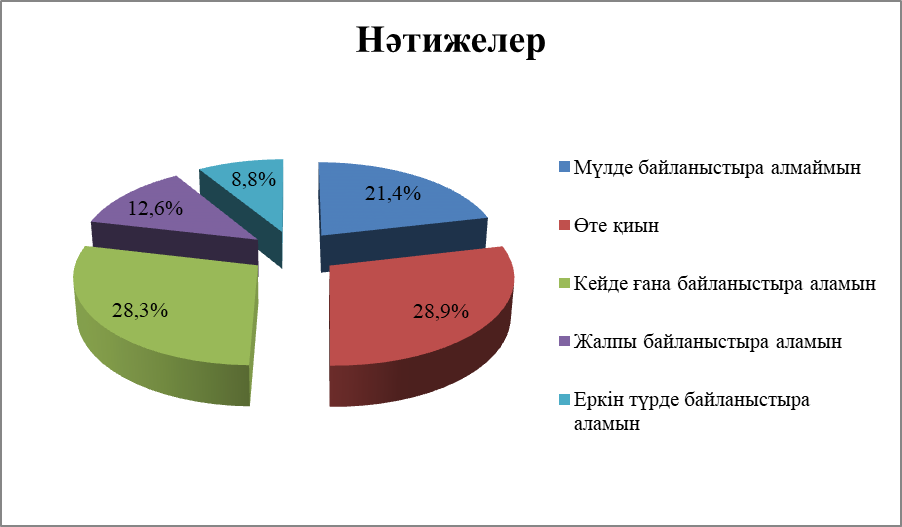 Нәтижелер
8,8%
21,4%
12,6%
28,3%
28,9%
Мүлде байланыстыра алмаймын
Өте қиын
Кейде ғана байланыстыра аламын
Жалпы байланыстыра аламын
Еркін түрде байланыстыра
аламын